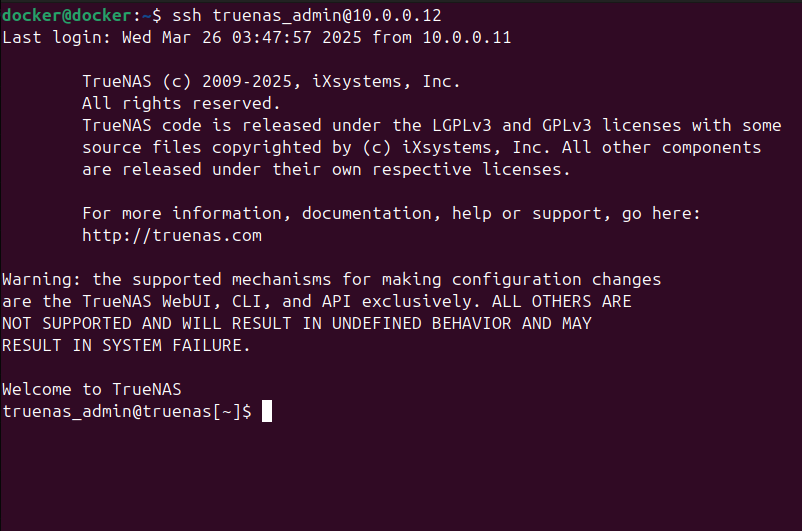 docker@docker:~$ ssh truenas_admin@10.0.0.12
Last login: Wed Mar 26 03:47:57 2025 from 10.0.0.11
TrueNAS (c) 2009-2025, iXsystems, Inc.
All rights reserved.
TrueNAS code is released under the LGPLv3 and GPLv3 licenses with some
source files copyrighted by (c) iXsystems, Inc. All other components
are released under their own respective licenses.
For more information, documentation, help or support, go here:
http://truenas.com
Warning: the supported mechanisms for making configuration changes
are the TrueNAS WebUI, CLI, and API exclusively. ALL OTHERS ARE
NOT SUPPORTED AND WILL RESULT IN UNDEFINED BEHAVIOR AND MAY
RESULT IN SYSTEM FAILURE.
Welcome to TrueNAS
truenas_admin@truenas[~]$